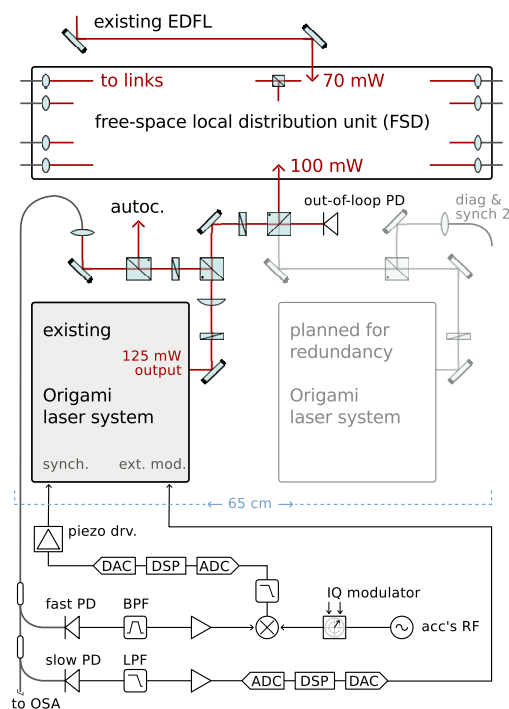 existing EDFL
to links
70 mW
free-space local distribution unit (FSD)
100 mW
autoc.
out-of-loop PD
diag &
synch 2
existing
125 mW
output
Origami
laser system
synch.
ext. mod.
planned for
redundancy
Origami
laser system
65 cm
piezo drv.
DAC
DSP
ADC
fast PD
BPF
IQ modulator
acc's RF
slow PD
LPF
ADC
DSP
DAC
to OSA